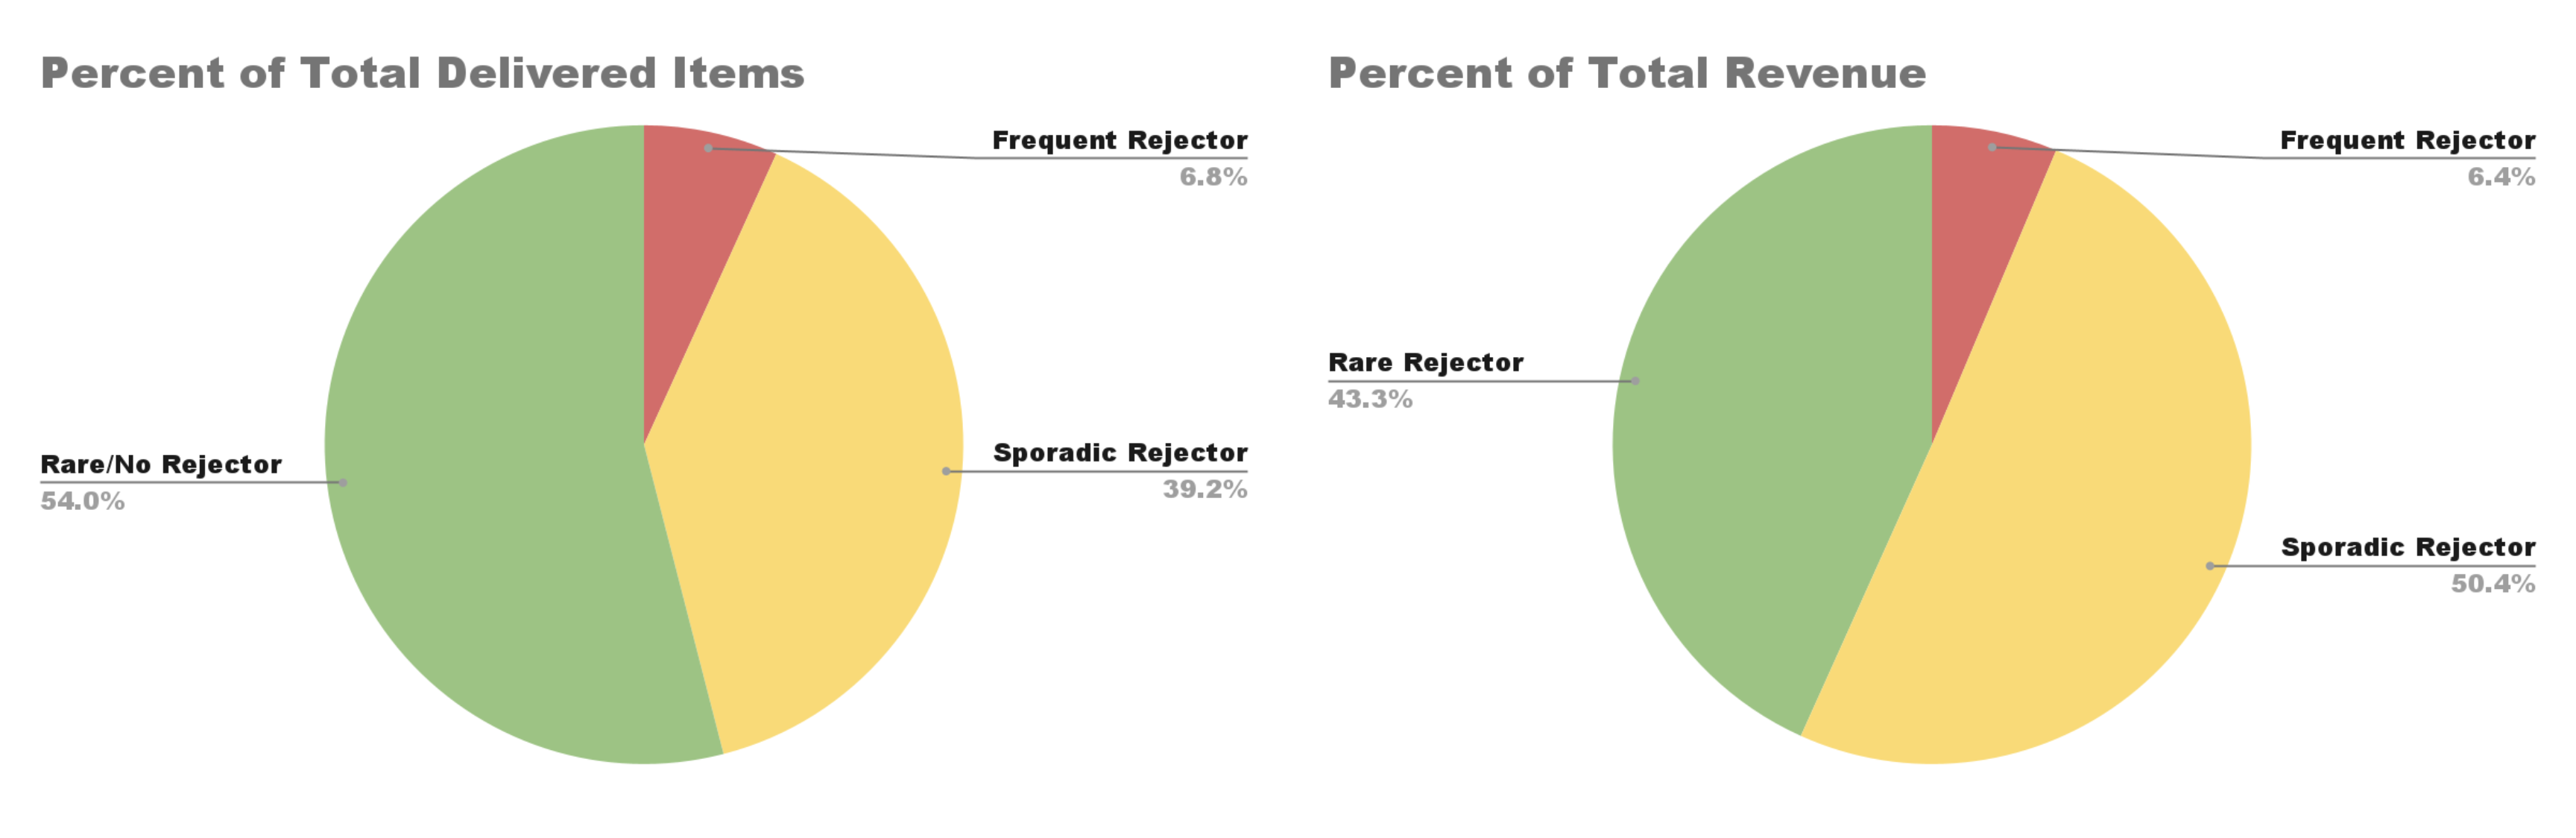 Percent of Total Delivered Items
Frequent Rejector
6.8%
Sporadic Rejector
39.2%
Rare/No Rejector
54.0%
Percent of Total Revenue
Frequent Rejector
6.4%
Rare Rejector
43.3%
Sporadic Rejector
50.4%